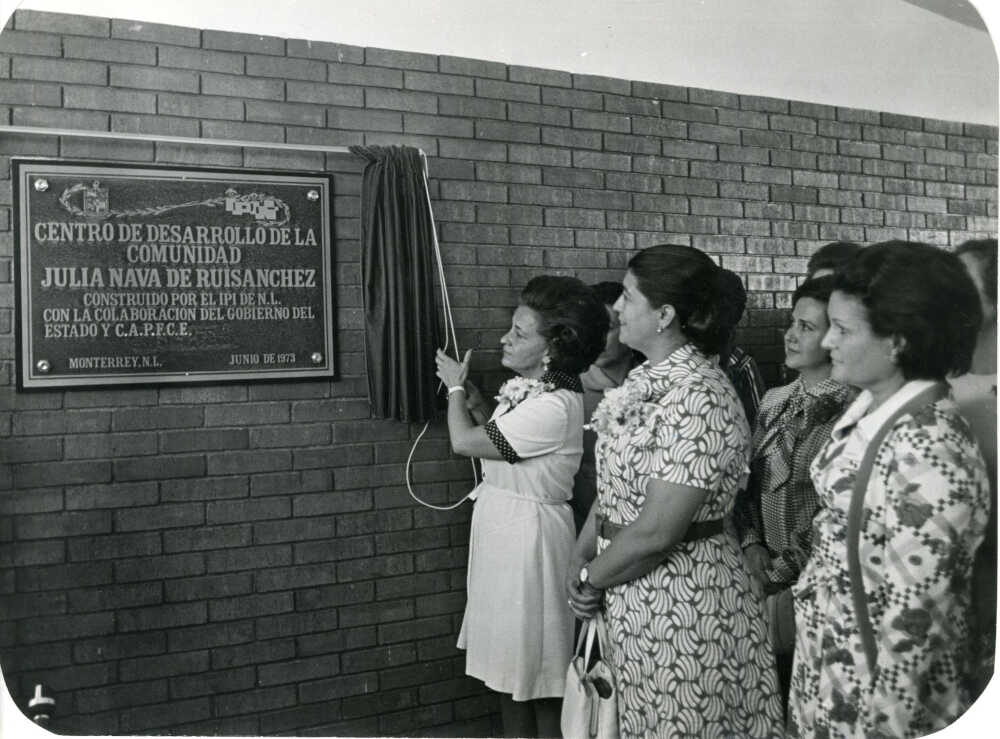 CENTRO DE DESARROLLO DE LA
COMUNIDAD
JULIA NAVA DE RUISANCHEZ
CONSTRUIDO POR EL IPI DE N.L.
CON LA COLABORACION DEL GOBIERNO DEL
ESTADO Y C.A.P.F.C.E.
MONTERREY, N.L. JUNIO DE 1973